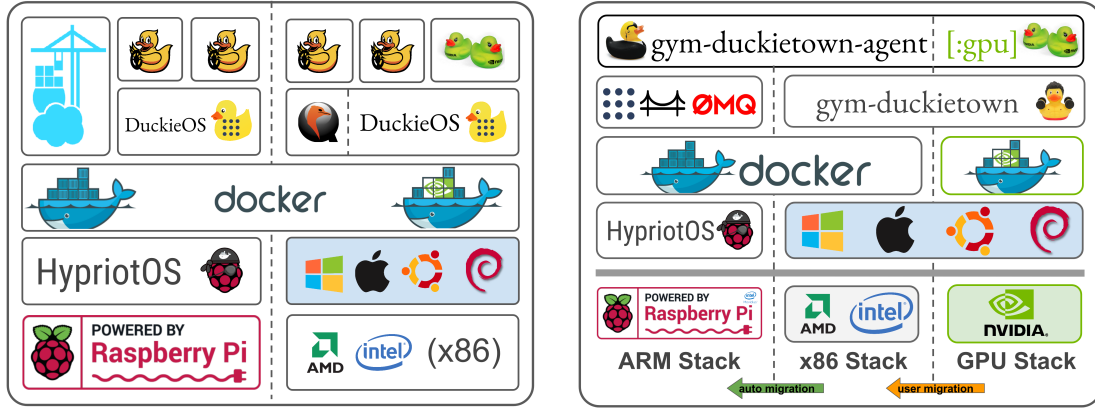 DuckieOS
DuckieOS
docker
HypriotOS
POWERED BY
Raspberry Pi
AMD
intel
(x86)
gym-duckietown-agent [:gpu]
ØMQ
gym-duckietown
docker
HypriotOS
POWERED BY
Raspberry Pi
AMD
intel
NVIDIA.
ARM Stack
x86 Stack
GPU Stack
auto migration
user migration